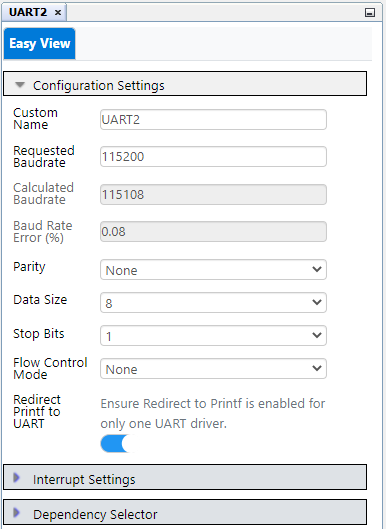 UART2 ×
Easy View
Configuration Settings
Custom
Name
UART2
Requested
Baudrate
115200
Calculated
Baudrate
115108
Baud Rate
Error (%)
0.08
Parity
None
Data Size
8
Stop Bits
1
Flow Control
Mode
None
Redirect
Printf to
UART
Ensure Redirect to Printf is enabled for
only one UART driver.
Interrupt Settings
Dependency Selector